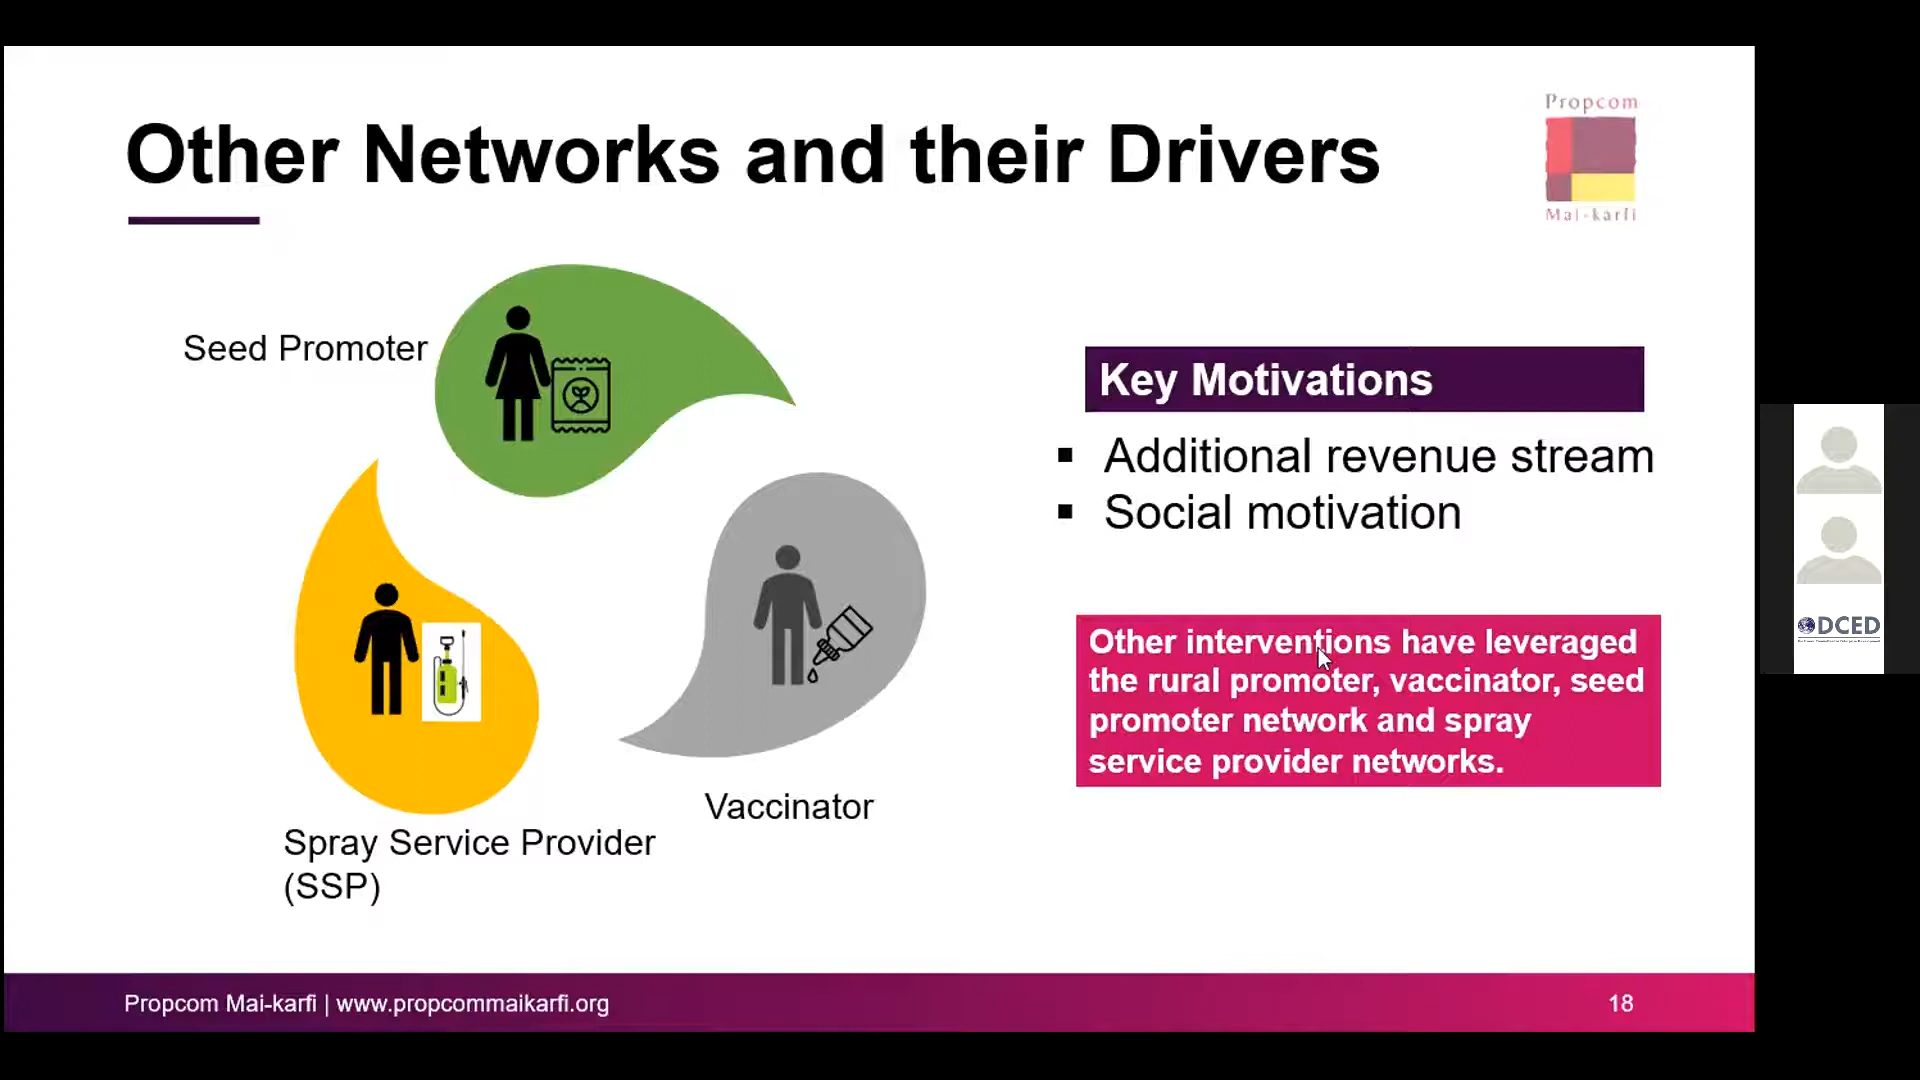 Other Networks and their Drivers
Propcom
Mai-karfi
Seed Promoter
Spray Service Provider
(SSP)
Vaccinator
Key Motivations
▪ Additional revenue stream
▪ Social motivation
Other interventions have leveraged
the rural promoter, vaccinator, seed
promoter network and spray
service provider networks.
DCED
Propcom Mai-karfi | www.propcommaikarfi.org
18